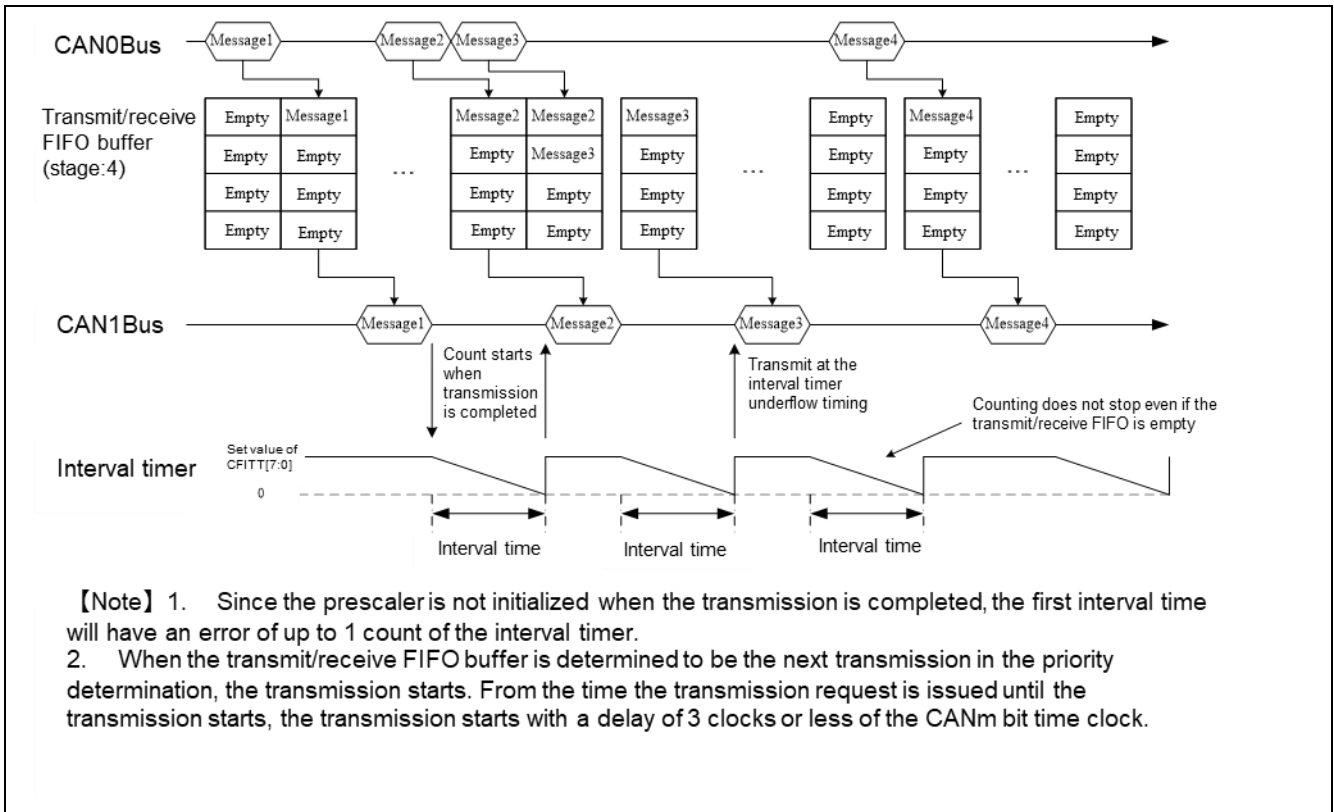 CAN0Bus
Message1
Message2
Message3
Message4
Transmit/receive
FIFO buffer
(stage:4)
Empty Message1 Message2 Message2 Message3 Empty Message4 Empty
Empty Empty ... Empty Message3 Empty ... Empty Empty ... Empty
Empty Empty Empty Empty Empty Empty Empty Empty
Empty Empty Empty Empty Empty Empty Empty Empty
CAN1Bus
Message1
Message2
Message3
Message4
Count starts
when
transmission
is completed
Transmit at the
interval timer
underflow timing
Counting does not stop even if the
transmit/receive FIFO is empty
Interval timer
Set value of
CFITT[7:0]
0
Interval time
Interval time
Interval time
【Note】1. Since the prescaler is not initialized when the transmission is completed, the first interval time
will have an error of up to 1 count of the interval timer.
2. When the transmit/receive FIFO buffer is determined to be the next transmission in the priority
determination, the transmission starts. From the time the transmission request is issued until the
transmission starts, the transmission starts with a delay of 3 clocks or less of the CANm bit time clock.